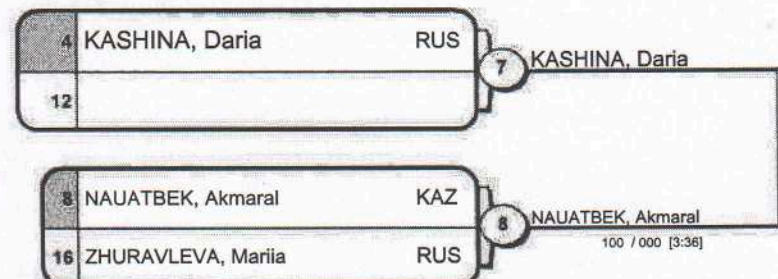 4 KASHINA, Daria RUS
7 KASHINA, Daria
12
8 NAUATBEK, Akmaral KAZ
8 NAUATBEK, Akmaral
100 / 000 [3:36]
16 ZHURAVLEVA, Mariia RUS